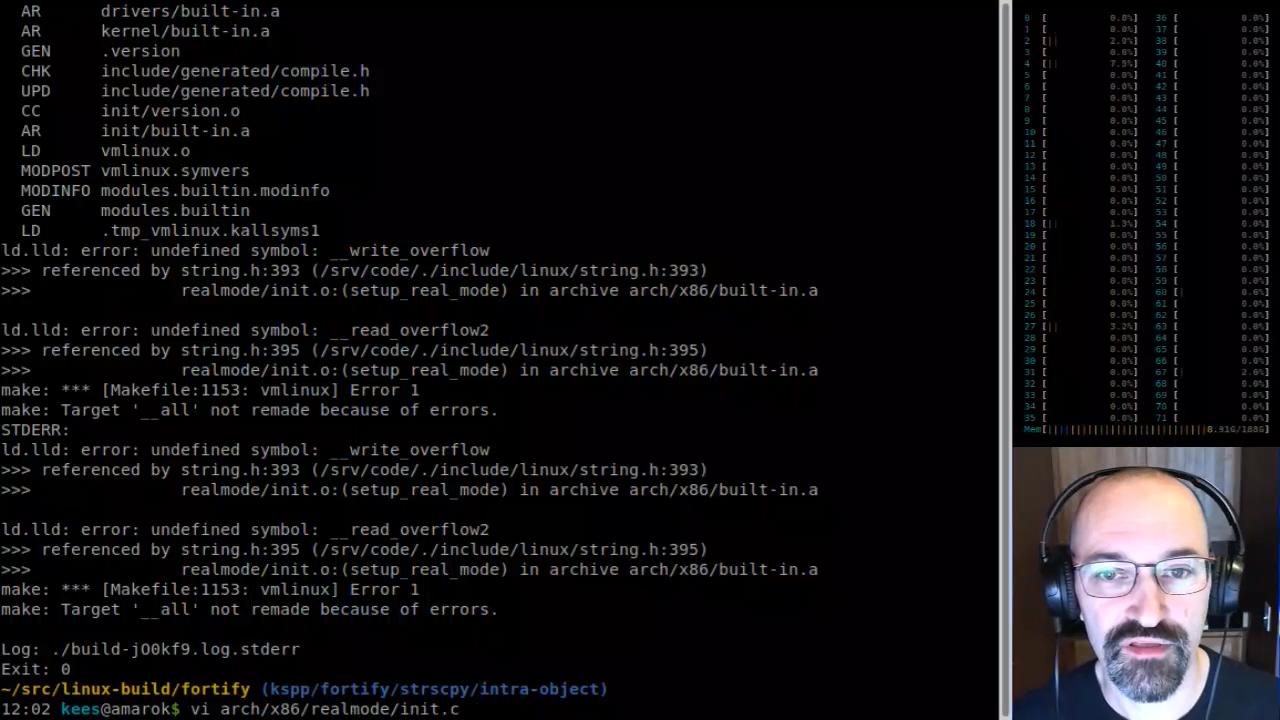 AR drivers/built-in.a
AR kernel/built-in.a
GEN .version
CHK include/generated/compile.h
UPD include/generated/compile.h
CC init/version.o
AR init/built-in.a
LD vmlinux.o
MODPOST vmlinux.symvers
MODINFO modules.builtin.modinfo
GEN modules.builtin
LD .tmp_vmlinux.kallsyms1
ld.lld: error: undefined symbol: __write_overflow
>>> referenced by string.h:393 (/srv/code/./include/linux/string.h:393)
>>> realmode/init.o:(setup_real_mode) in archive arch/x86/built-in.a
ld.lld: error: undefined symbol: __read_overflow2
>>> referenced by string.h:395 (/srv/code/./include/linux/string.h:395)
>>> realmode/init.o:(setup_real_mode) in archive arch/x86/built-in.a
make: *** [Makefile:1153: vmlinux] Error 1
make: Target '__all' not remade because of errors.
STDERR:
ld.lld: error: undefined symbol: __write_overflow
>>> referenced by string.h:393 (/srv/code/./include/linux/string.h:393)
>>> realmode/init.o:(setup_real_mode) in archive arch/x86/built-in.a
ld.lld: error: undefined symbol: __read_overflow2
>>> referenced by string.h:395 (/srv/code/./include/linux/string.h:395)
>>> realmode/init.o:(setup_real_mode) in archive arch/x86/built-in.a
make: *** [Makefile:1153: vmlinux] Error 1
make: Target '__all' not remade because of errors.
Log: ./build-jO0kf9.log.stderr
Exit: 0
~/src/linux-build/fortify (kspp/fortify/strscpy/intra-object)
12:02 kees@amarok$ vi arch/x86/realmode/init.c